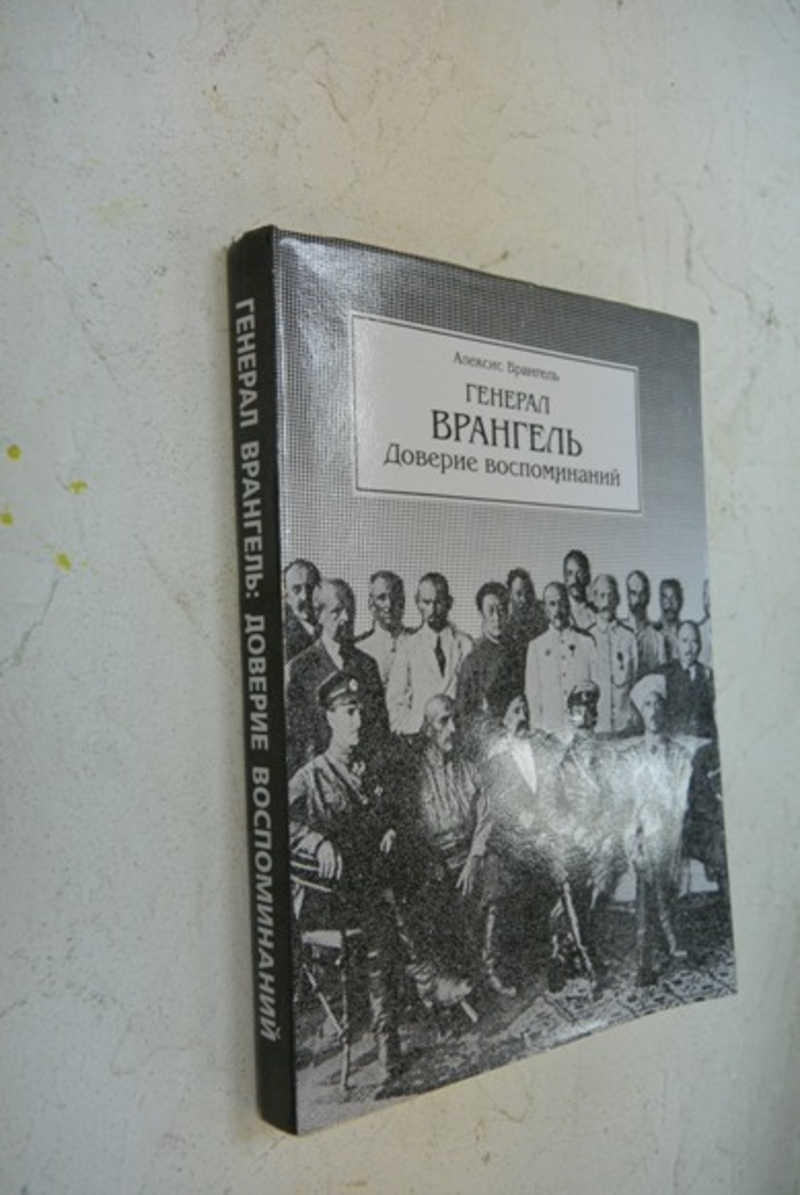 Алексис Врангель
ГЕНЕРАЛ
ВРАНГЕЛЬ
Доверие воспоминаний
ГЕНЕРАЛ ВРАНГЕЛЬ: ДОВЕРИЕ ВОСПОМИНАНИЙ